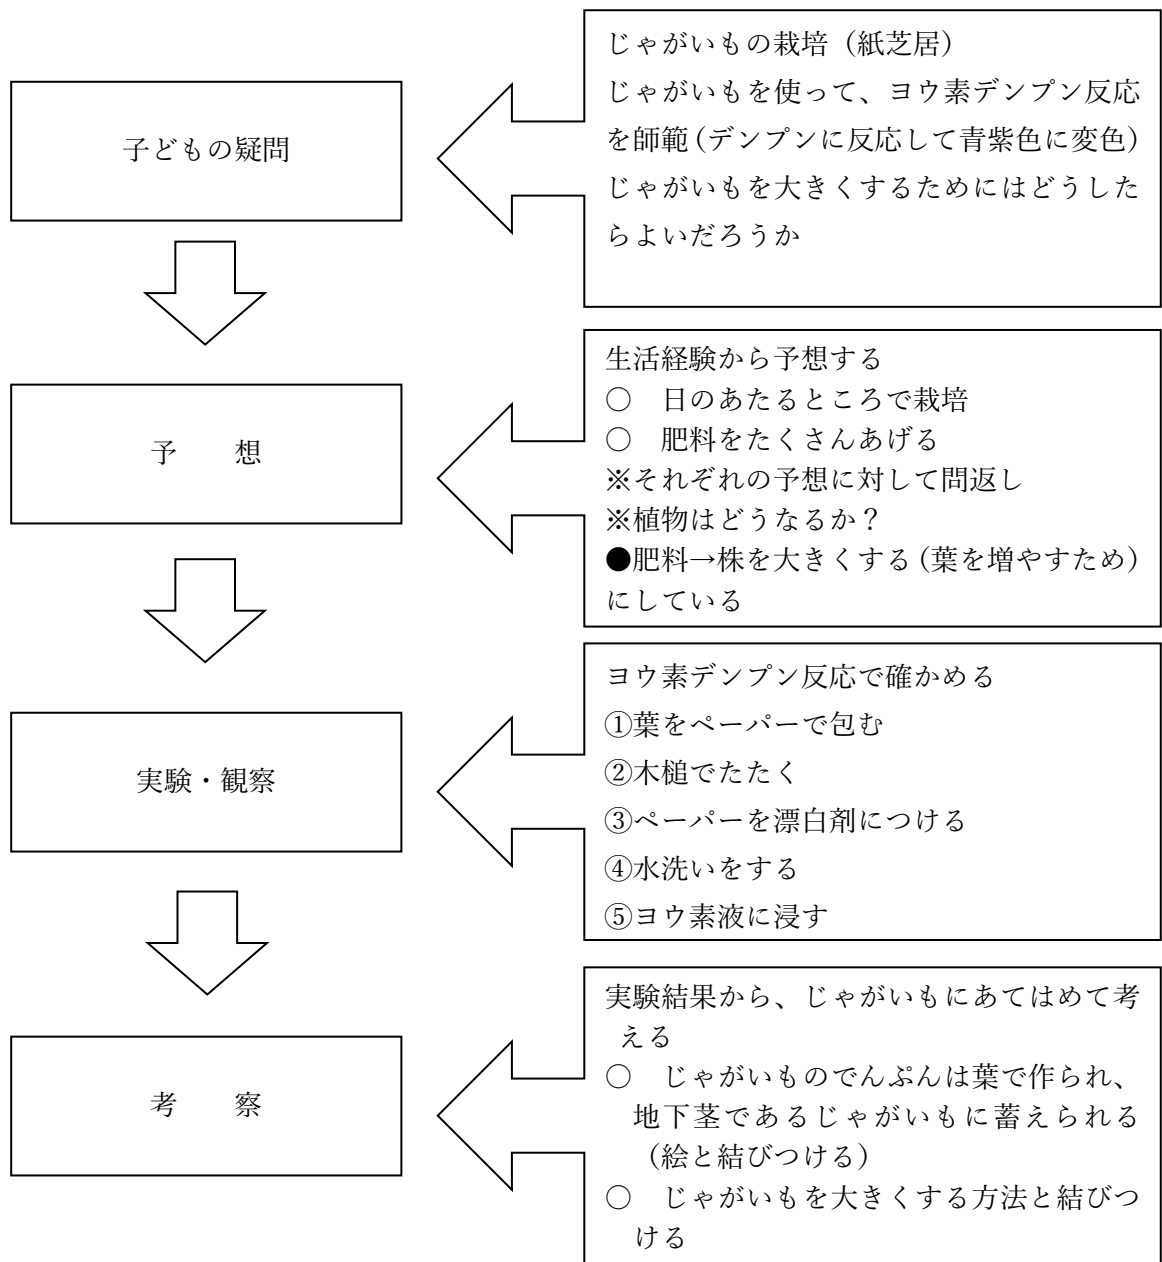 子どもの疑問
じゃがいもの栽培（紙芝居）
じゃがいもを使って、ヨウ素デンプン反応
を師範（デンプンに反応して青紫色に変色）
じゃがいもを大きくするためにはどうした
らよいだろうか
予　　想
生活経験から予想する
○　日のあたるところで栽培
○　肥料をたくさんあげる
※それぞれの予想に対して問返し
※植物はどうなるか？
●肥料→株を大きくする（葉を増やすため）
にしている
実験・観察
ヨウ素デンプン反応で確かめる
①葉をペーパーで包む
②木槌でたたく
③ペーパーを漂白剤につける
④水洗いをする
⑤ヨウ素液に浸す
考　　察
実験結果から、じゃがいもにあてはめて考
える
○　じゃがいものでんぷんは葉で作られ、
地下茎であるじゃがいもに蓄えられる
（絵と結びつける）
○　じゃがいもを大きくする方法と結びつ
ける